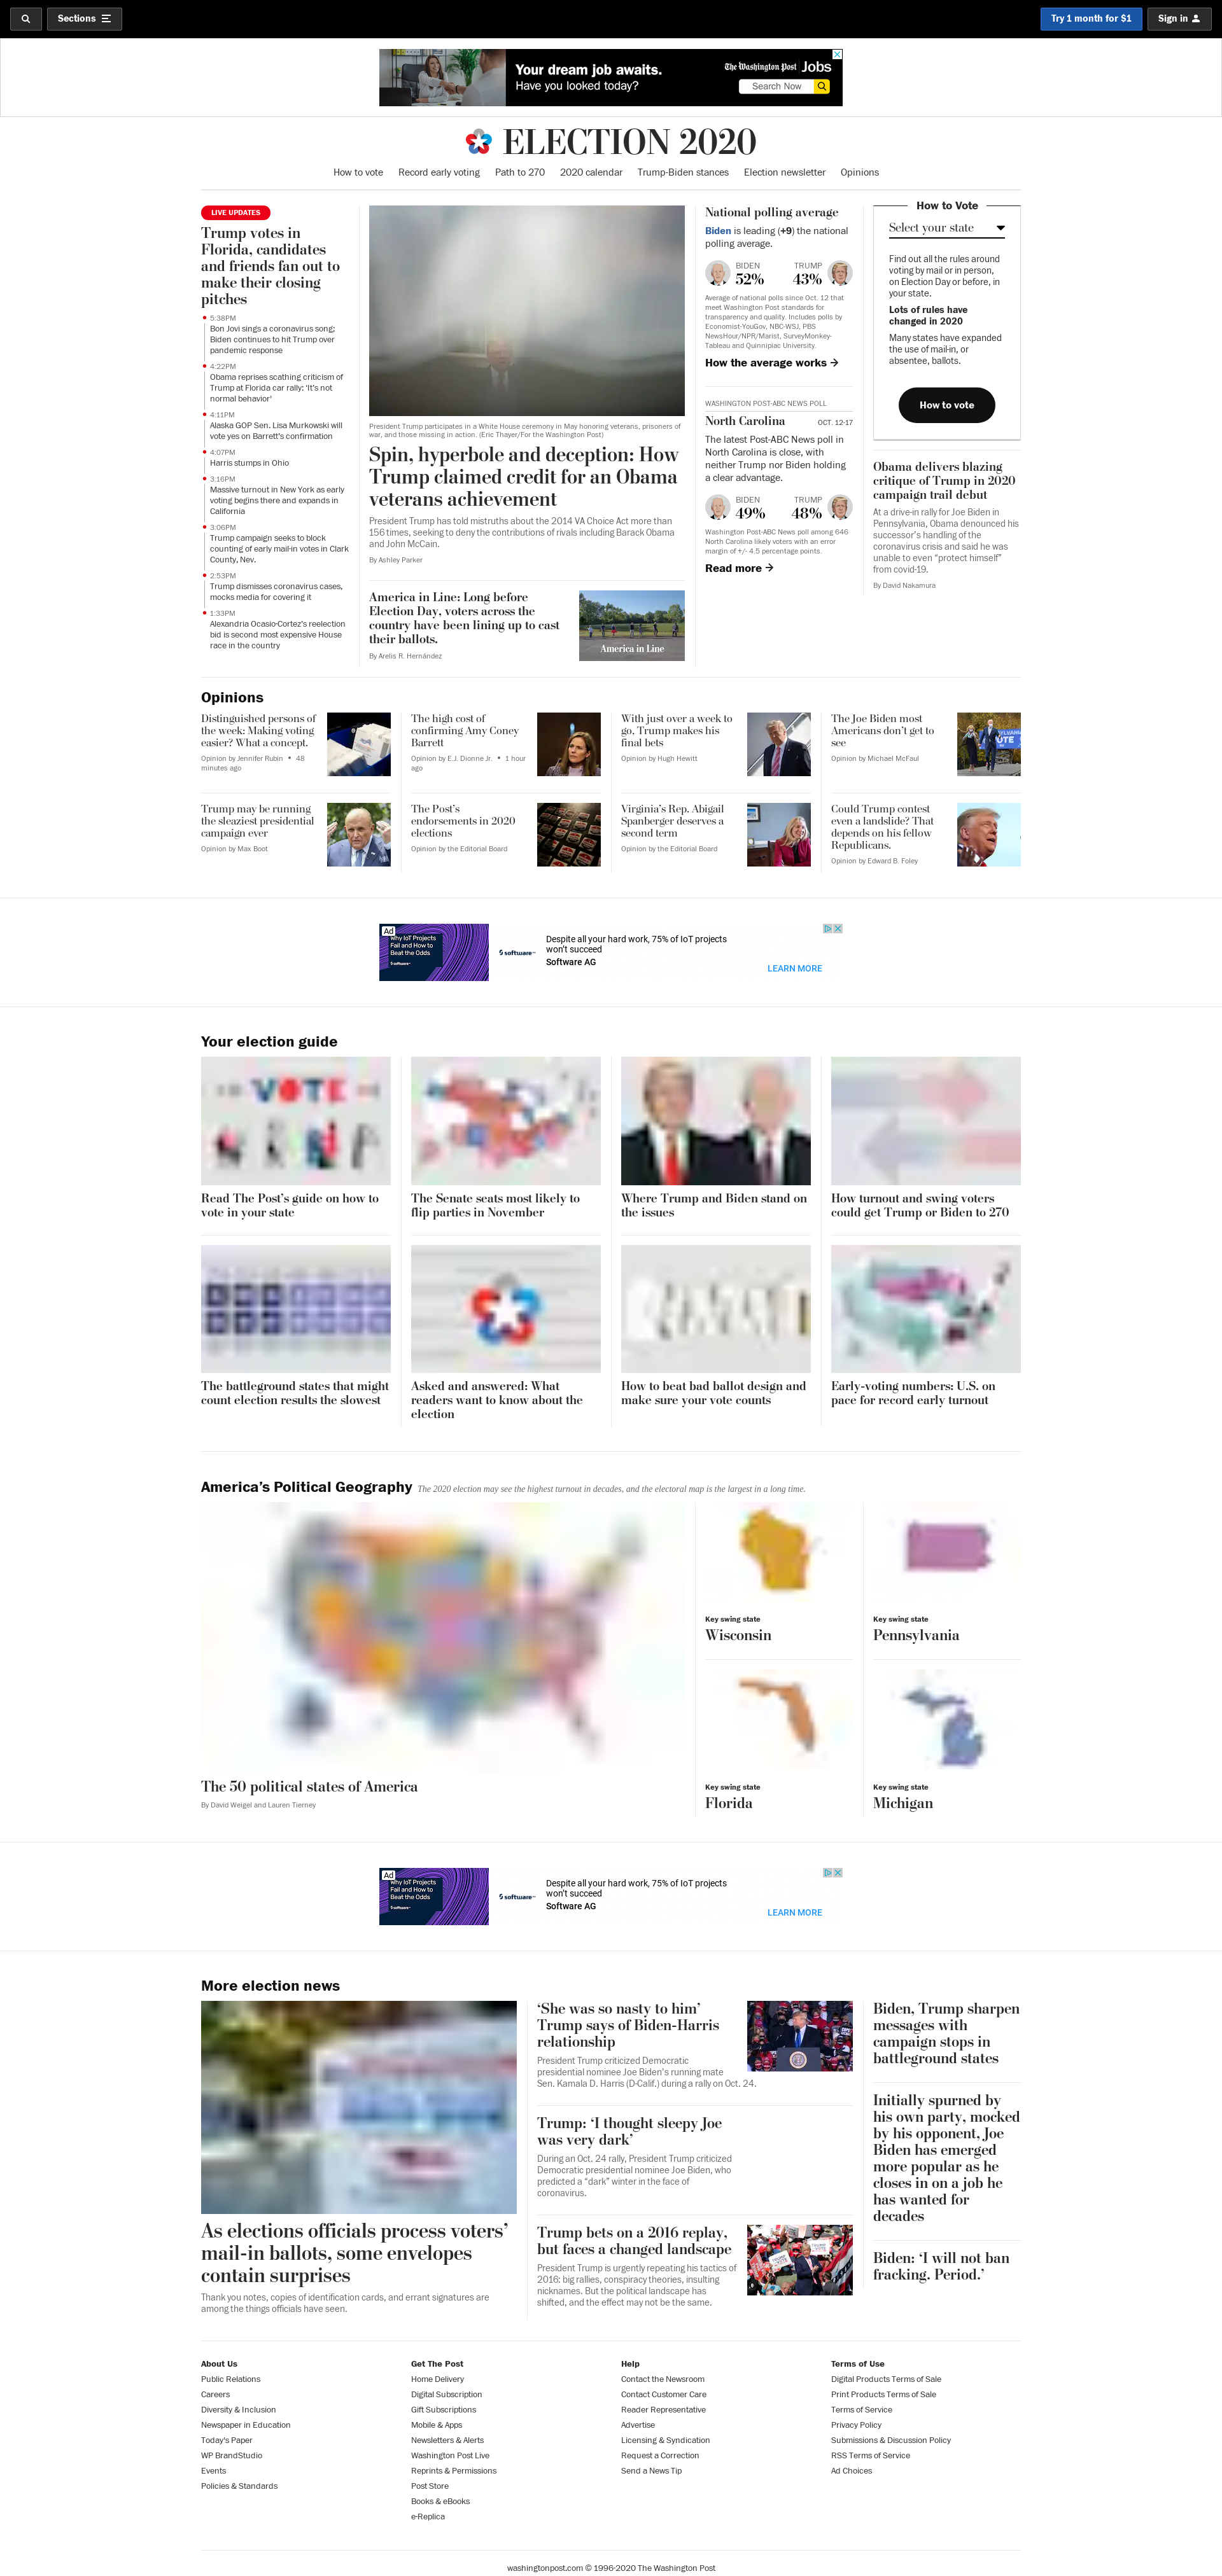 Sections
Try 1 month for $1
Sign in
Your dream job awaits.
Have you looked today?
The Washington Post Jobs
Search Now
ELECTION 2020
How to vote
Record early voting
Path to 270
2020 calendar
Trump-Biden stances
Election newsletter
Opinions
LIVE UPDATES
Trump votes in
Florida, candidates
and friends fan out to
make their closing
pitches
5:38PM
Bon Jovi sings a coronavirus song;
Biden continues to hit Trump over
pandemic response
4:22PM
Obama reprises scathing criticism of
Trump at Florida car rally: 'It's not
normal behavior'
4:11PM
Alaska GOP Sen. Lisa Murkowski will
vote yes on Barrett's confirmation
4:07PM
Harris stumps in Ohio
3:16PM
Massive turnout in New York as early
voting begins there and expands in
California
3:06PM
Trump campaign seeks to block
counting of early mail-in votes in Clark
County, Nev.
2:53PM
Trump dismisses coronavirus cases,
mocks media for covering it
1:33PM
Alexandria Ocasio-Cortez's reelection
bid is second most expensive House
race in the country
President Trump participates in a White House ceremony in May honoring veterans, prisoners of
war, and those missing in action. (Eric Thayer/For the Washington Post)
Spin, hyperbole and deception: How
Trump claimed credit for an Obama
veterans achievement
President Trump has told mistruths about the 2014 VA Choice Act more than
156 times, seeking to deny the contributions of rivals including Barack Obama
and John McCain.
By Ashley Parker
America in Line: Long before
Election Day, voters across the
country have been lining up to cast
their ballots.
By Arelis R. Hernández
America in Line
National polling average
Biden is leading (+9) the national
polling average.
BIDEN
52%
TRUMP
43%
Average of national polls since Oct. 12 that
meet Washington Post standards for
transparency and quality. Includes polls by
Economist-YouGov, NBC-WSJ, PBS
NewsHour/NPR/Marist, SurveyMonkey-
Tableau and Quinnipiac University.
How the average works →
WASHINGTON POST-ABC NEWS POLL
North Carolina
OCT. 12-17
The latest Post-ABC News poll in
North Carolina is close, with
neither Trump nor Biden holding
a clear advantage.
BIDEN
49%
TRUMP
48%
Washington Post-ABC News poll among 646
North Carolina likely voters with an error
margin of +/- 4.5 percentage points.
Read more →
How to Vote
Select your state
Find out all the rules around
voting by mail or in person,
on Election Day or before, in
your state.
Lots of rules have
changed in 2020
Many states have expanded
the use of mail-in, or
absentee, ballots.
How to vote
Obama delivers blazing
critique of Trump in 2020
campaign trail debut
At a drive-in rally for Joe Biden in
Pennsylvania, Obama denounced his
successor's handling of the
coronavirus crisis and said he was
unable to even "protect himself"
from covid-19.
By David Nakamura
Opinions
Distinguished persons of
the week: Making voting
easier? What a concept.
Opinion by Jennifer Rubin • 48
minutes ago
The high cost of
confirming Amy Coney
Barrett
Opinion by E.J. Dionne Jr. • 1 hour
ago
With just over a week to
go, Trump makes his
final bets
Opinion by Hugh Hewitt
The Joe Biden most
Americans don't get to
see
Opinion by Michael McFaul
Trump may be running
the sleaziest presidential
campaign ever
Opinion by Max Boot
The Post's
endorsements in 2020
elections
Opinion by the Editorial Board
Virginia's Rep. Abigail
Spanberger deserves a
second term
Opinion by the Editorial Board
Could Trump contest
even a landslide? That
depends on his fellow
Republicans.
Opinion by Edward B. Foley
Ad
Why IoT Projects
Fail and How to
Beat the Odds
software
Despite all your hard work, 75% of IoT projects
won't succeed
Software AG
LEARN MORE
Your election guide
VOTE
Read The Post's guide on how to
vote in your state
The Senate seats most likely to
flip parties in November
Where Trump and Biden stand on
the issues
How turnout and swing voters
could get Trump or Biden to 270
The battleground states that might
count election results the slowest
Asked and answered: What
readers want to know about the
election
How to beat bad ballot design and
make sure your vote counts
Early-voting numbers: U.S. on
pace for record early turnout
America's Political Geography The 2020 election may see the highest turnout in decades, and the electoral map is the largest in a long time.
The 50 political states of America
By David Weigel and Lauren Tierney
Key swing state
Wisconsin
Key swing state
Pennsylvania
Key swing state
Florida
Key swing state
Michigan
Ad
Why IoT Projects
Fail and How to
Beat the Odds
software
Despite all your hard work, 75% of IoT projects
won't succeed
Software AG
LEARN MORE
More election news
As elections officials process voters'
mail-in ballots, some envelopes
contain surprises
Thank you notes, copies of identification cards, and errant signatures are
among the things officials have seen.
'She was so nasty to him'
Trump says of Biden-Harris
relationship
President Trump criticized Democratic
presidential nominee Joe Biden's running mate
Sen. Kamala D. Harris (D-Calif.) during a rally on Oct. 24.
Trump: 'I thought sleepy Joe
was very dark'
During an Oct. 24 rally, President Trump criticized
Democratic presidential nominee Joe Biden, who
predicted a "dark" winter in the face of
coronavirus.
Trump bets on a 2016 replay,
but faces a changed landscape
President Trump is urgently repeating his tactics of
2016: big rallies, conspiracy theories, insulting
nicknames. But the political landscape has
shifted, and the effect may not be the same.
Biden, Trump sharpen
messages with
campaign stops in
battleground states
Initially spurned by
his own party, mocked
by his opponent, Joe
Biden has emerged
more popular as he
closes in on a job he
has wanted for
decades
Biden: 'I will not ban
fracking. Period.'
About Us
Public Relations
Careers
Diversity & Inclusion
Newspaper in Education
Today's Paper
WP BrandStudio
Events
Policies & Standards
Get The Post
Home Delivery
Digital Subscription
Gift Subscriptions
Mobile & Apps
Newsletters & Alerts
Washington Post Live
Reprints & Permissions
Post Store
Books & eBooks
e-Replica
Help
Contact the Newsroom
Contact Customer Care
Reader Representative
Advertise
Licensing & Syndication
Request a Correction
Send a News Tip
Terms of Use
Digital Products Terms of Sale
Print Products Terms of Sale
Terms of Service
Privacy Policy
Submissions & Discussion Policy
RSS Terms of Service
Ad Choices
washingtonpost.com © 1996-2020 The Washington Post